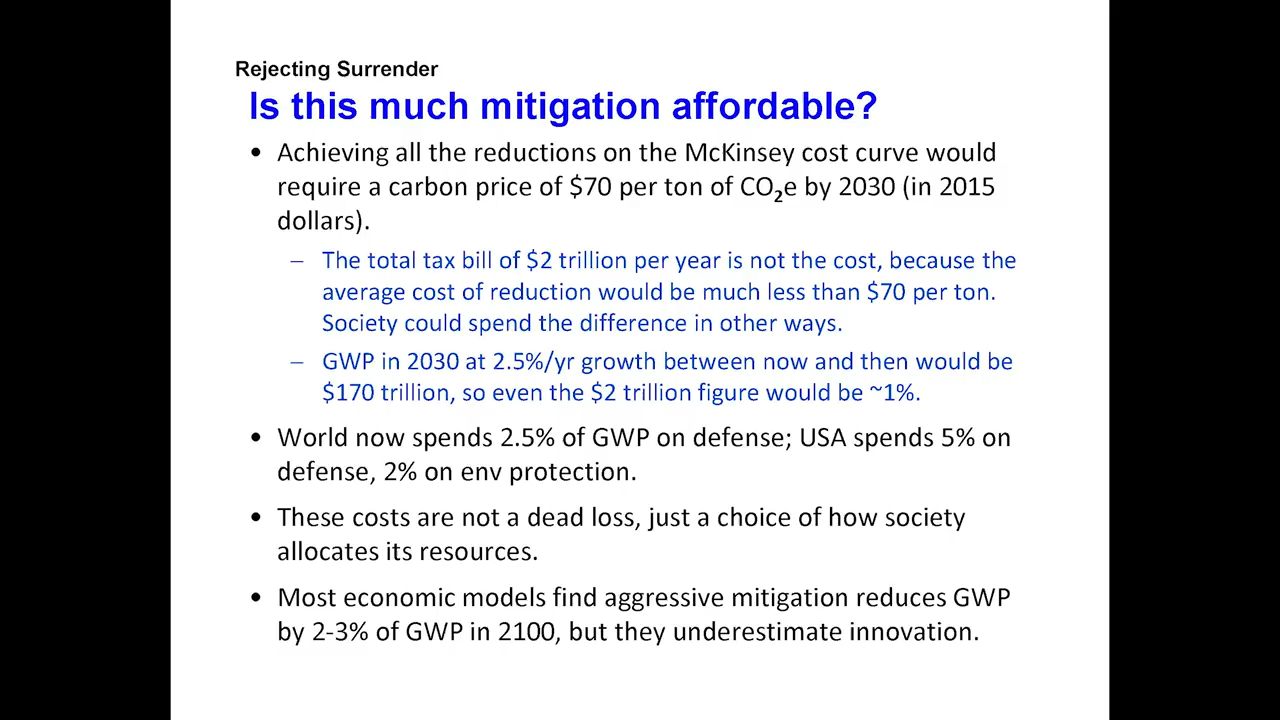 Rejecting Surrender
Is this much mitigation affordable?
• Achieving all the reductions on the McKinsey cost curve would
require a carbon price of $70 per ton of CO₂e by 2030 (in 2015
dollars).
– The total tax bill of $2 trillion per year is not the cost, because the
average cost of reduction would be much less than $70 per ton.
Society could spend the difference in other ways.
– GWP in 2030 at 2.5%/yr growth between now and then would be
$170 trillion, so even the $2 trillion figure would be ~1%.
• World now spends 2.5% of GWP on defense; USA spends 5% on
defense, 2% on env protection.
• These costs are not a dead loss, just a choice of how society
allocates its resources.
• Most economic models find aggressive mitigation reduces GWP
by 2-3% of GWP in 2100, but they underestimate innovation.